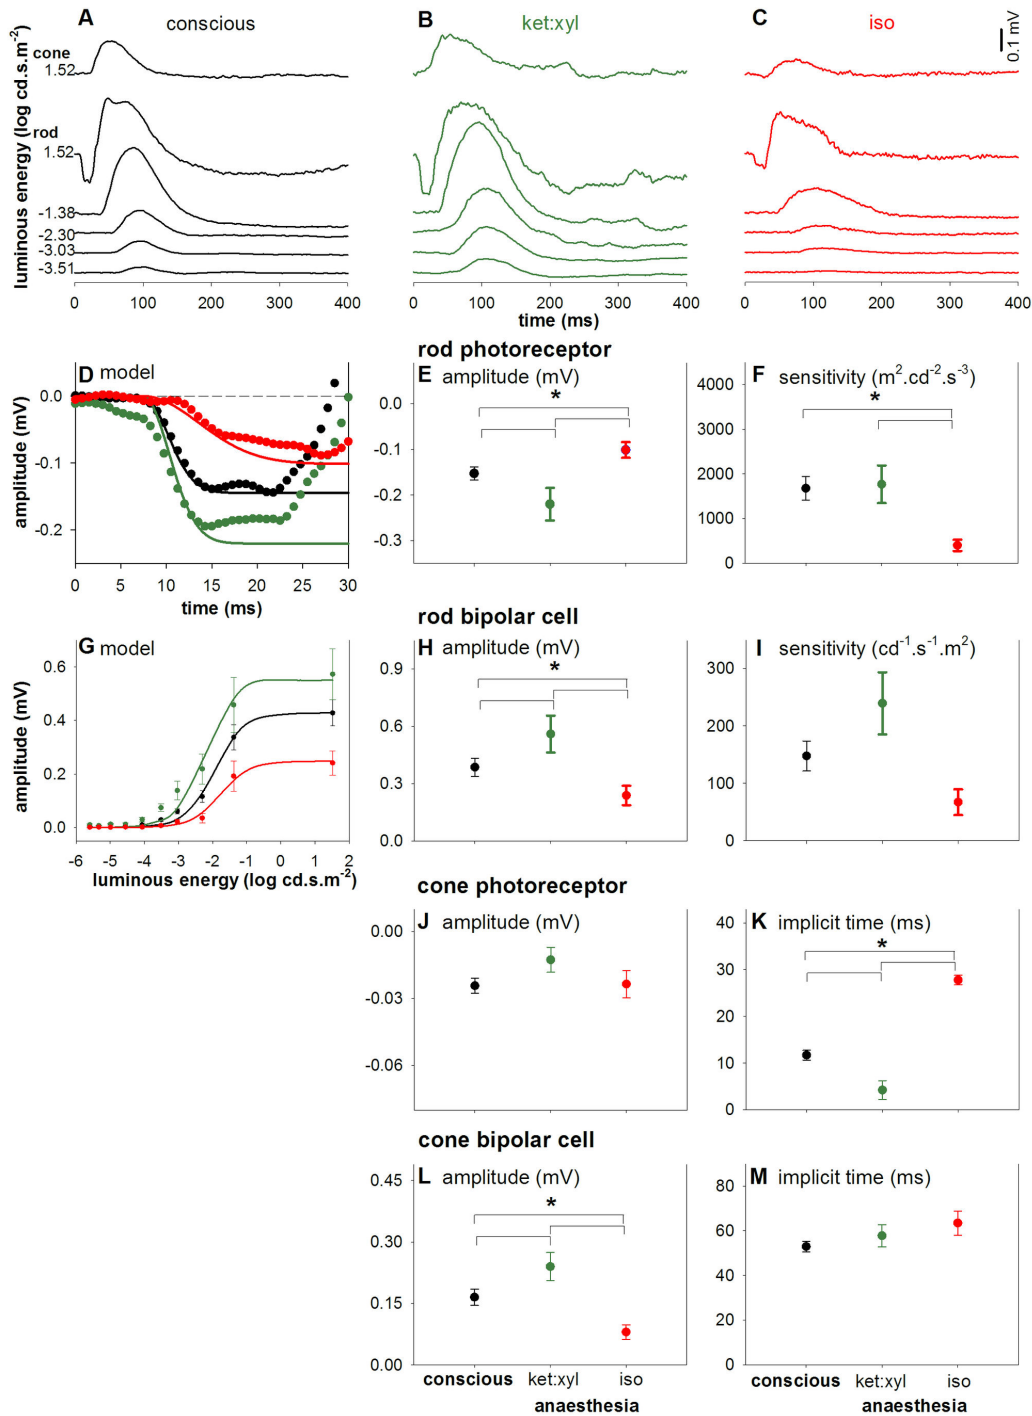 A conscious
B ket:xyl
C iso
0.1 mV
luminous energy (log cd.s.m-2)
cone
1.52
rod
1.52
-1.38
-2.30
-3.03
-3.51
0 100 200 300 400
0 100 200 300 400
0 100 200 300 400
time (ms)
rod photoreceptor
D model
amplitude (mV)
0.0
-0.1
-0.2
0 5 10 15 20 25 30
time (ms)
E amplitude (mV)
*
0.0
-0.1
-0.2
-0.3
F sensitivity (m2.cd-2.s-3)
*
4000
3000
2000
1000
0
rod bipolar cell
G model
amplitude (mV)
0.6
0.4
0.2
0.0
-6 -5 -4 -3 -2 -1 0 1 2
luminous energy (log cd.s.m-2)
H amplitude (mV)
*
0.9
0.6
0.3
0.0
I sensitivity (cd-1.s-1.m2)
300
200
100
0
cone photoreceptor
J amplitude (mV)
0.00
-0.03
-0.06
K implicit time (ms)
*
40
30
20
10
0
cone bipolar cell
L amplitude (mV)
*
0.45
0.30
0.15
0.00
conscious ket:xyl iso
anaesthesia
M implicit time (ms)
80
60
40
20
0
conscious ket:xyl iso
anaesthesia